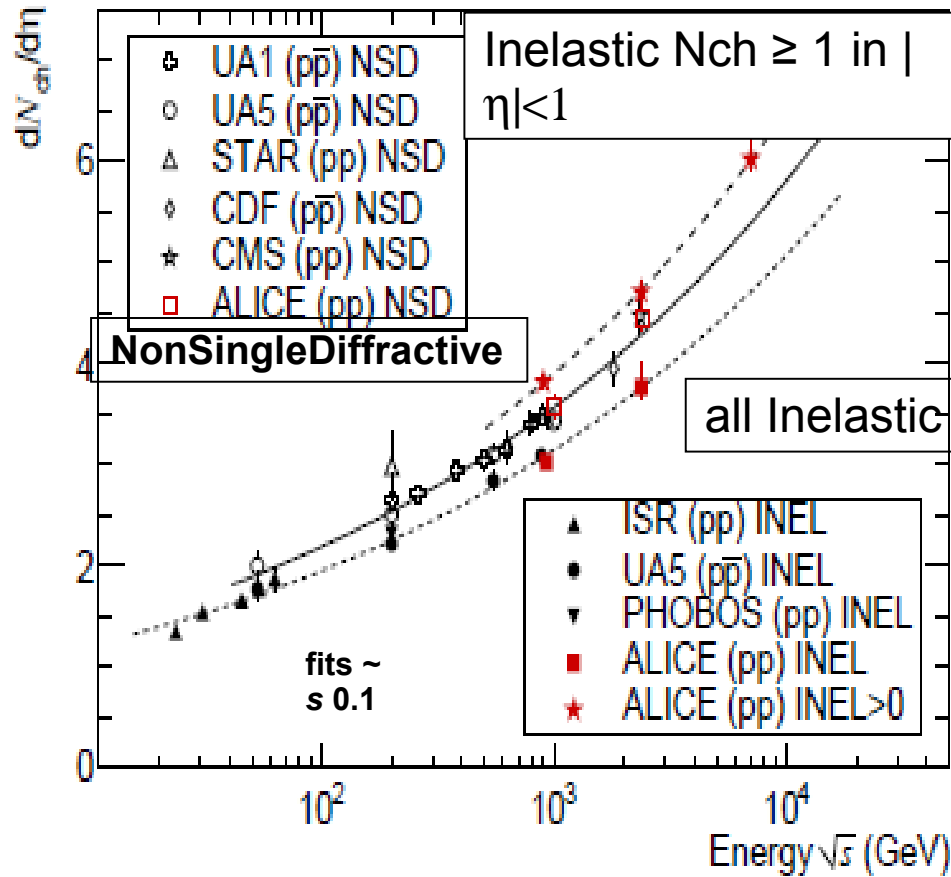 dN_ch/dη
UA1 (pp̅) NSD
UA5 (pp̅) NSD
STAR (pp) NSD
CDF (pp̅) NSD
CMS (pp) NSD
ALICE (pp) NSD
Inelastic Nch ≥ 1 in |
η|<1
NonSingleDiffractive
all Inelastic
ISR (pp) INEL
UA5 (pp̅) INEL
PHOBOS (pp) INEL
ALICE (pp) INEL
ALICE (pp) INEL>0
fits ~
s 0.1
6
4
2
0
10²
10³
10⁴
Energy √s (GeV)